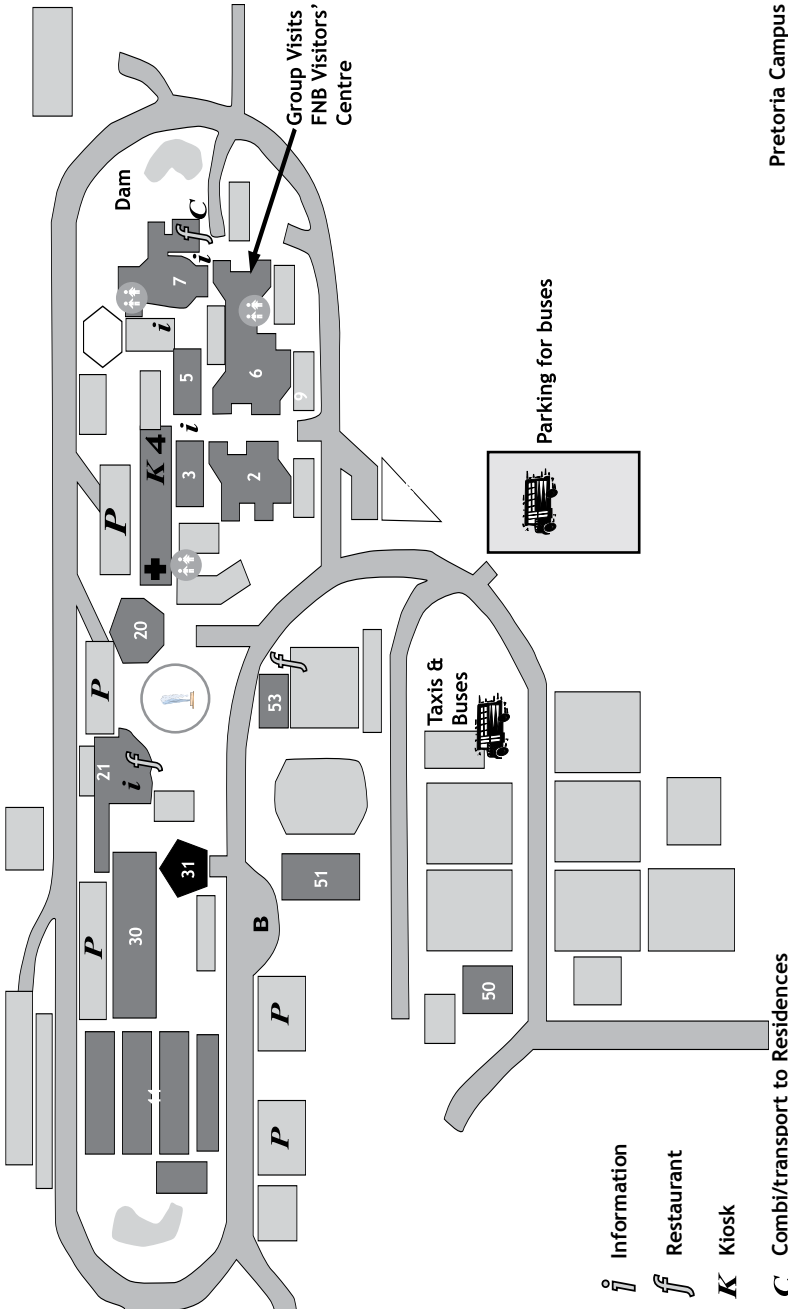 P
21
P
P
Dam
30
i
f
20
K 4
i
31
3
i
5
7
i
f
C
2
6
B
P
P
53
f
9
Group Visits
FNB Visitors'
Centre
51
Taxis &
Buses
50
Parking for buses
i Information
f Restaurant
K Kiosk
C Combi/transport to Residences
Pretoria Campus